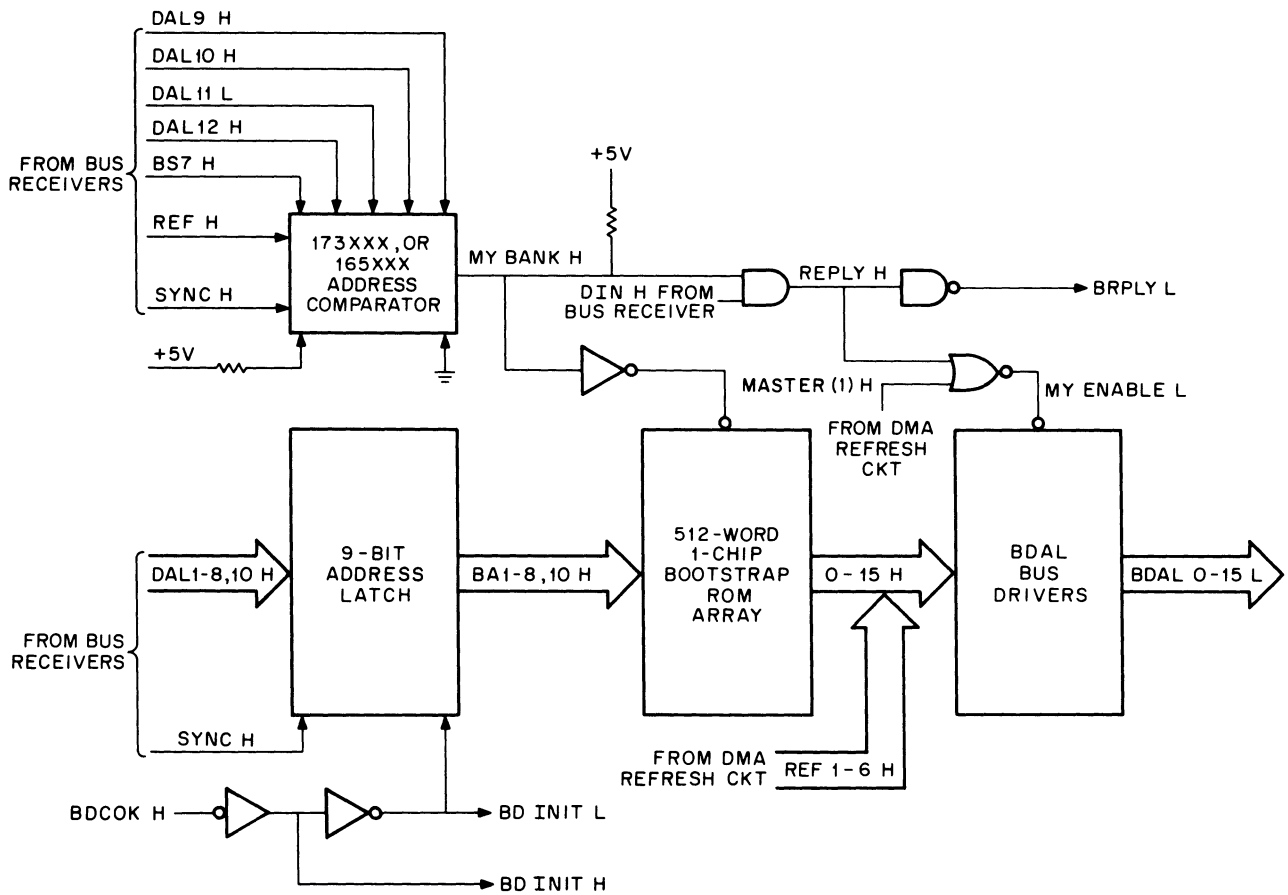 DAL9 H
DAL10 H
DAL11 L
DAL12 H
FROM BUS
RECEIVERS
BS7 H
REF H
SYNC H
+5V
173XXX, OR
165XXX
ADDRESS
COMPARATOR
MY BANK H
+5V
DIN H FROM
BUS RECEIVER
REPLY H
BRPLY L
MASTER (1) H
FROM DMA
REFRESH
CKT
MY ENABLE L
DAL1-8,10 H
9-BIT
ADDRESS
LATCH
BA1-8,10 H
512-WORD
1-CHIP
BOOTSTRAP
ROM
ARRAY
0-15 H
BDAL
BUS
DRIVERS
BDAL 0-15 L
FROM BUS
RECEIVERS
SYNC H
FROM DMA
REFRESH CKT
REF 1-6 H
BDCOK H
BD INIT L
BD INIT H